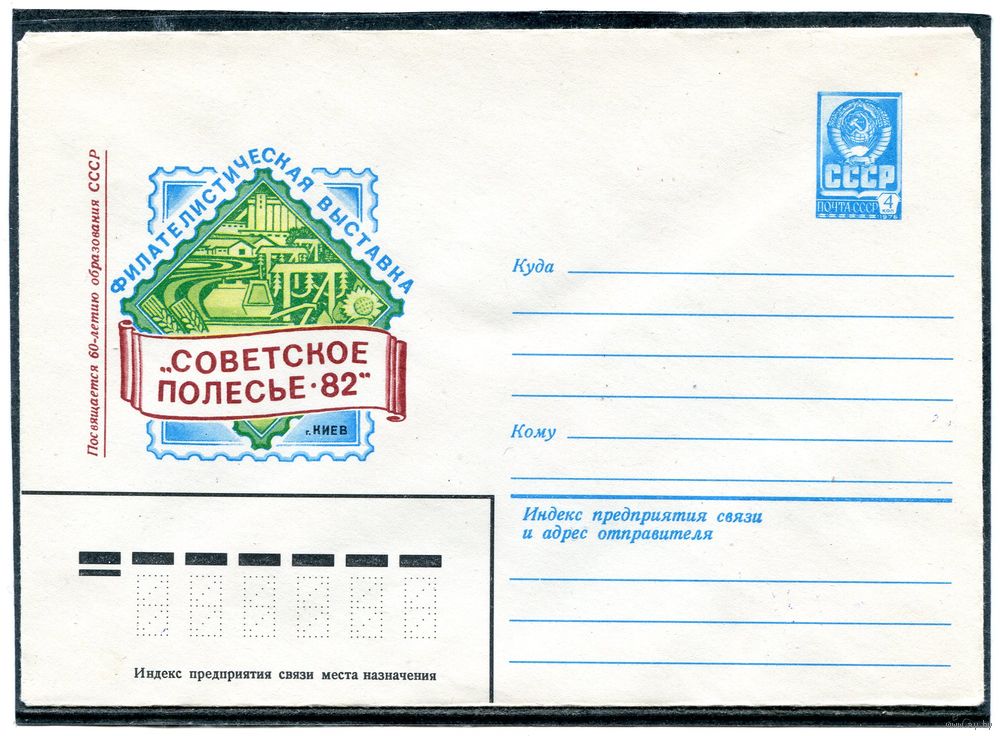 Посвящается 60-летию образования СССР
ФИЛАТЕЛИСТИЧЕСКАЯ ВЫСТАВКА
„СОВЕТСКОЕ
ПОЛЕСЬЕ·82"
г. КИЕВ
СССР
ПОЧТА СССР 4 КОП
1978
Куда
Кому
Индекс предприятия связи
и адрес отправителя
Индекс предприятия связи места назначения